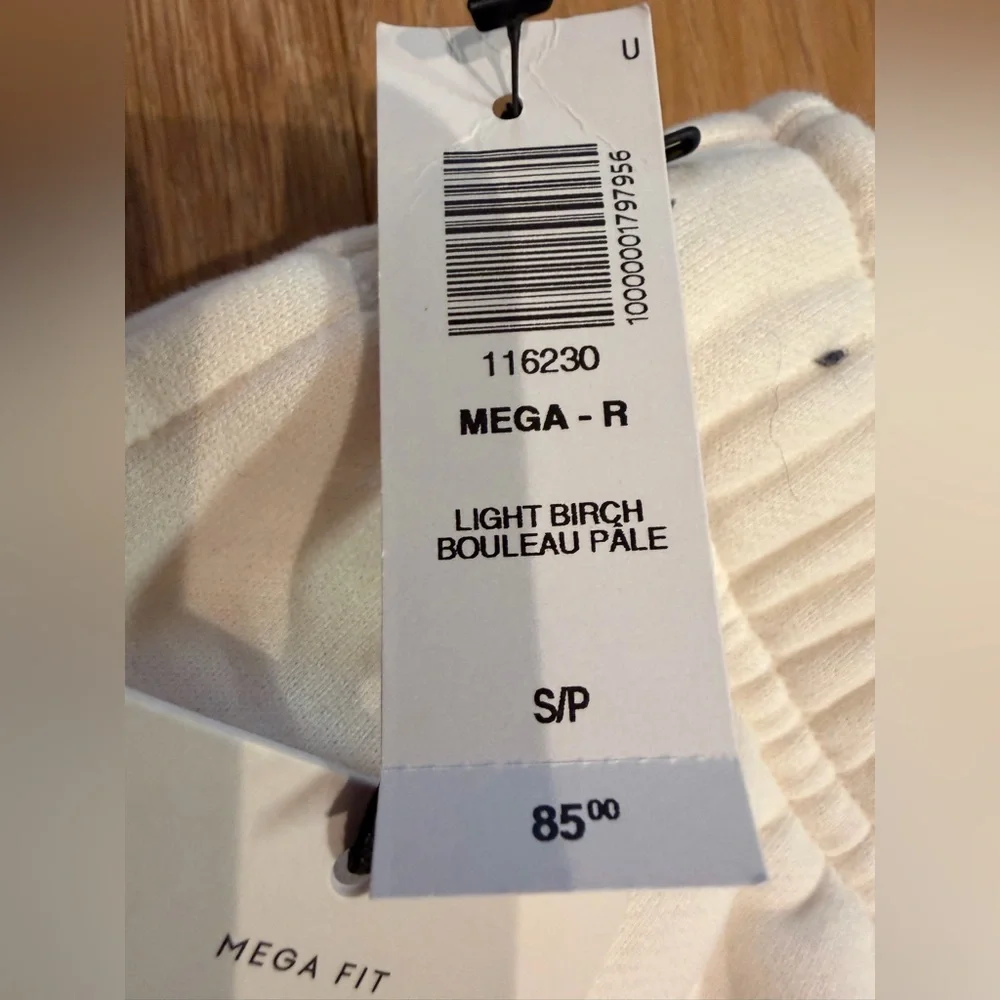 U
10000001797956
116230
MEGA - R
LIGHT BIRCH
BOULEAU PÂLE
S/P
85⁰⁰
MEGA FIT